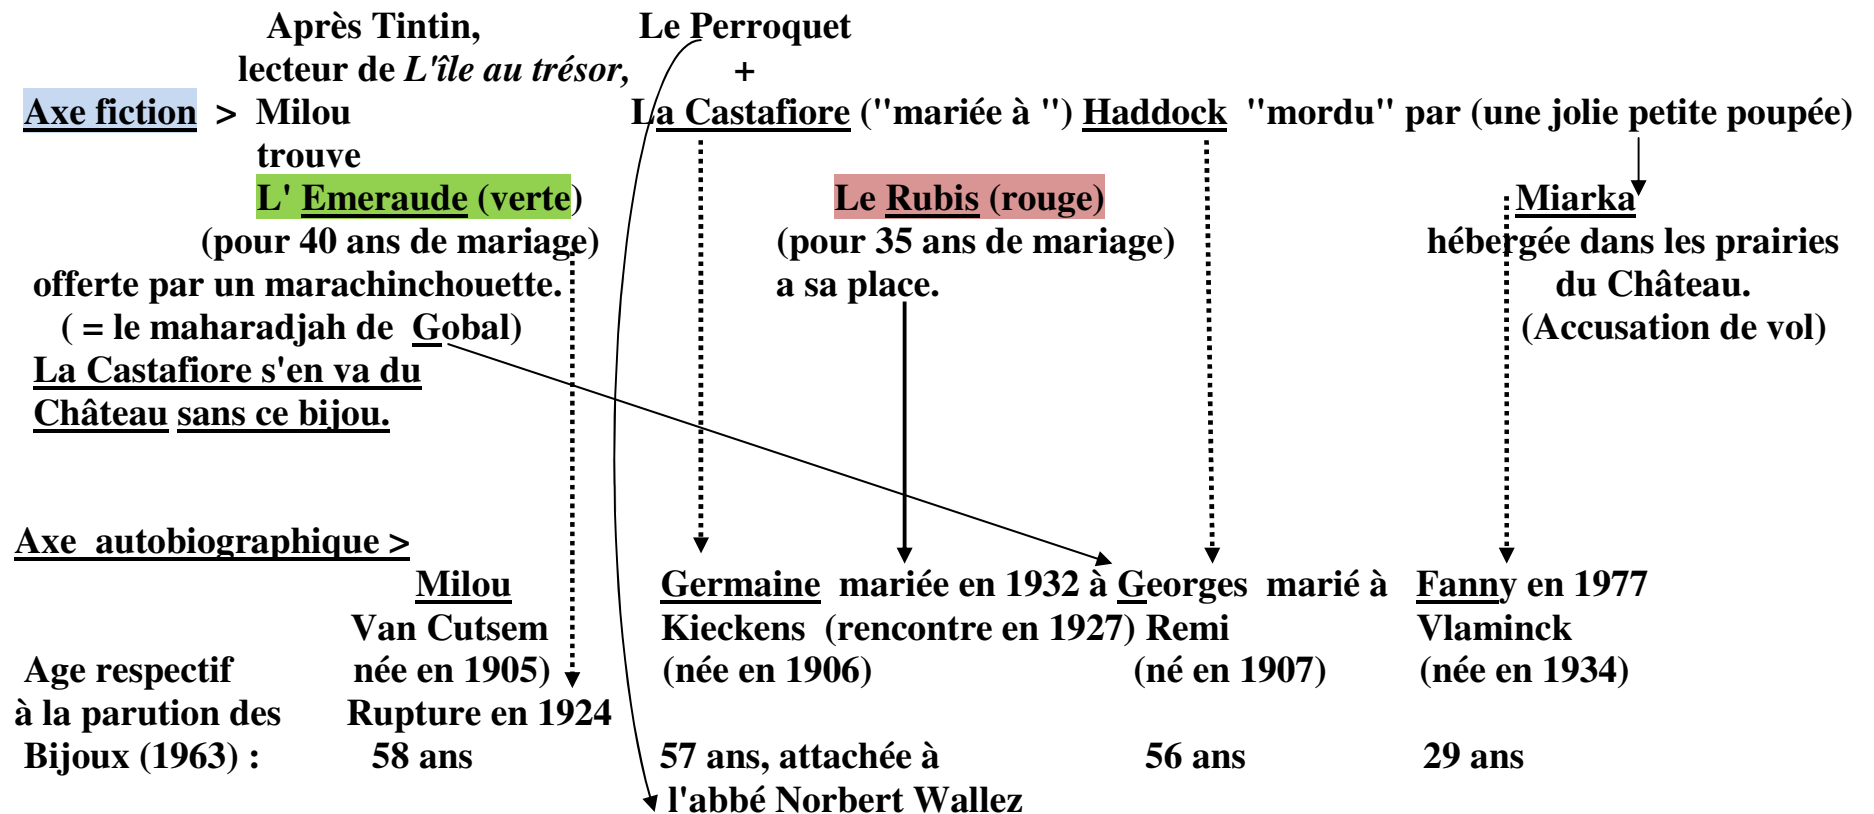 Après Tintin, Le Perroquet
lecteur de L'île au trésor, +
Axe fiction > Milou La Castafiore ("mariée à ") Haddock "mordu" par (une jolie petite poupée)
trouve
L' Emeraude (verte) Le Rubis (rouge) Miarka
(pour 40 ans de mariage) (pour 35 ans de mariage) hébergée dans les prairies
offerte par un marachinchouette. a sa place. du Château.
( = le maharadjah de Gobal) (Accusation de vol)
La Castafiore s'en va du
Château sans ce bijou.
Axe autobiographique >
Milou Germaine mariée en 1932 à Georges marié à Fanny en 1977
Van Cutsem Kieckens (rencontre en 1927) Remi Vlaminck
Age respectif née en 1905) (née en 1906) (né en 1907) (née en 1934)
à la parution des Rupture en 1924
Bijoux (1963) : 58 ans 57 ans, attachée à 56 ans 29 ans
l'abbé Norbert Wallez